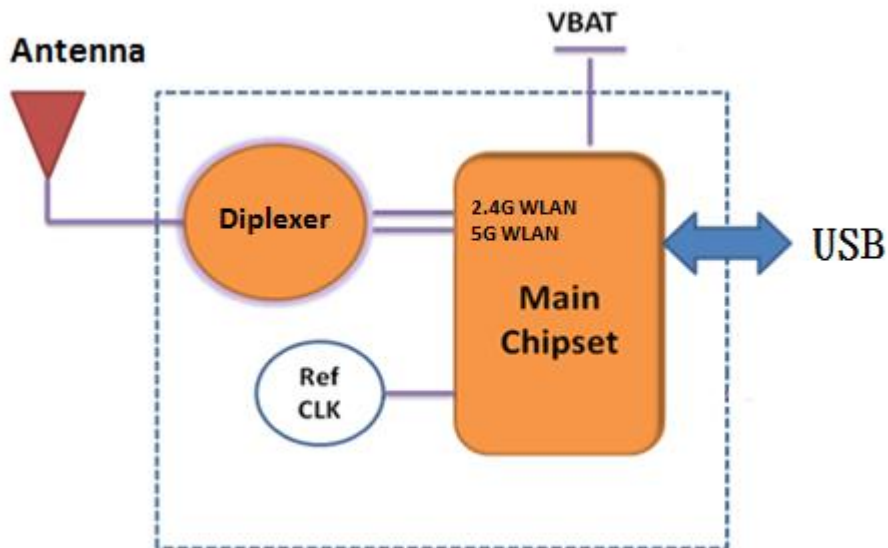 VBAT
Antenna
Diplexer
2.4G WLAN
5G WLAN
USB
Main
Chipset
Ref
CLK